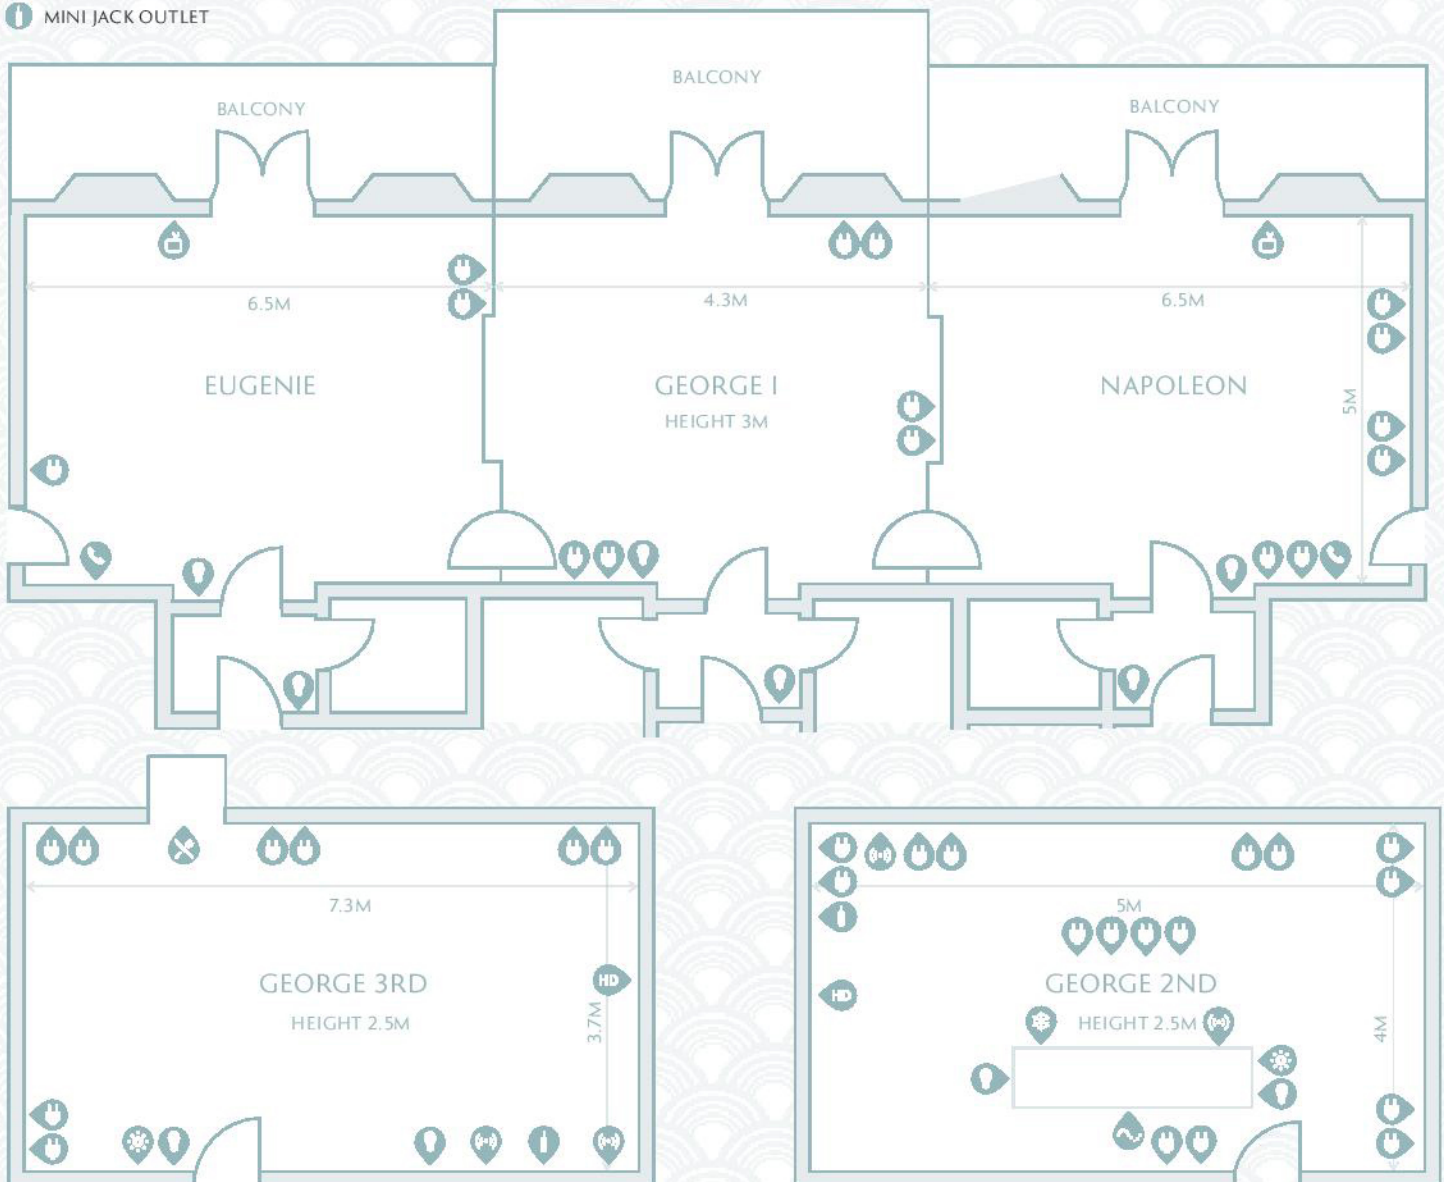 MINI JACK OUTLET
BALCONY
BALCONY
BALCONY
6.5M
4.3M
6.5M
EUGENIE
GEORGE I
HEIGHT 3M
NAPOLEON
5M
7.3M
GEORGE 3RD
HEIGHT 2.5M
HD
3.7M
5M
GEORGE 2ND
HEIGHT 2.5M
HD
4M